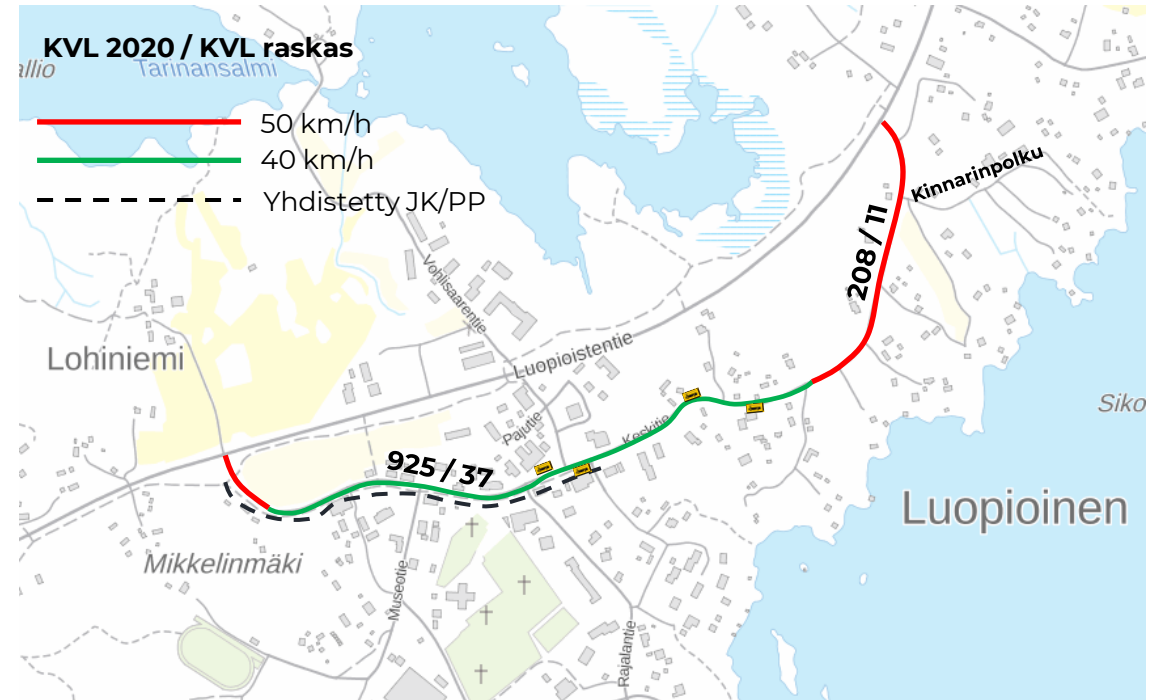 KVL 2020 / KVL raskas
allio
Tarinansalmi
50 km/h
40 km/h
Yhdistetty JK/PP
Kinnarinpolku
208 / 11
Vohlisaarentie
Lohiniemi
Luopioistentie
Siko
Pajutie
Keskitie
925 / 37
Luopioinen
Mikkelinmäki
Museotie
Rajalantie